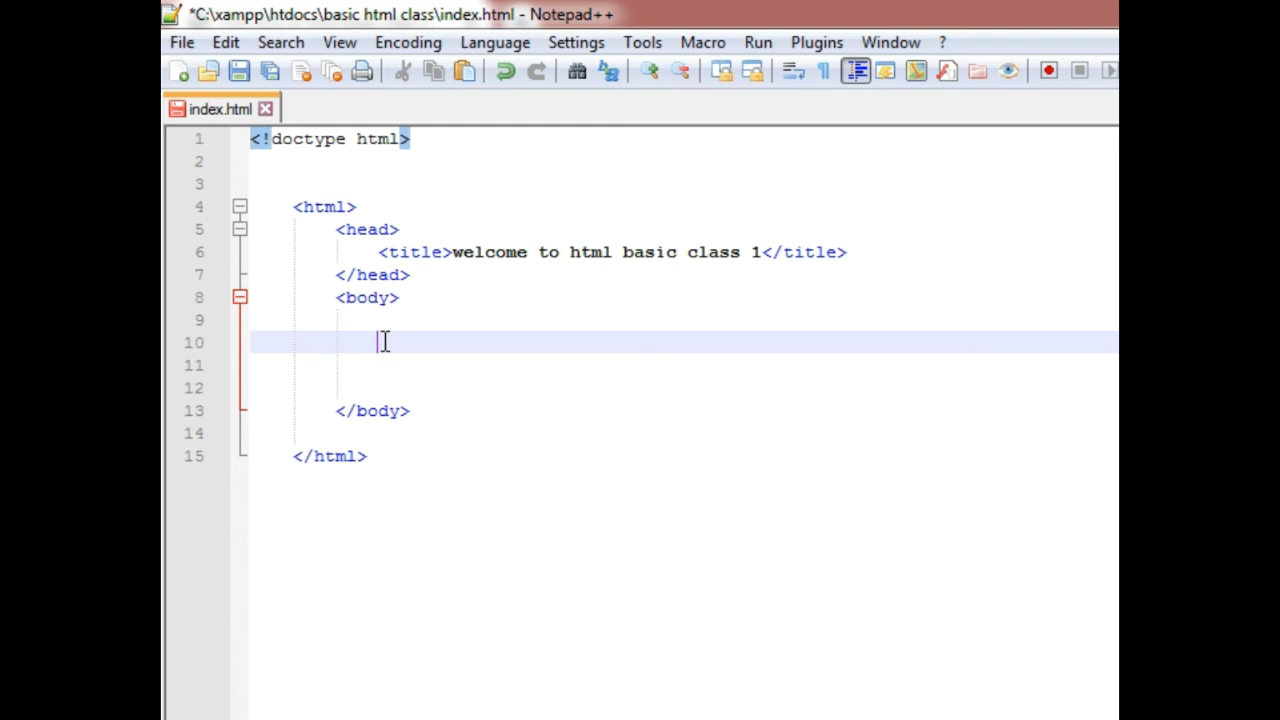 *C:\xampp\htdocs\basic html class\index.html - Notepad++
File Edit Search View Encoding Language Settings Tools Macro Run Plugins Window ?
index.html
1 <!doctype html>
2
3
4 <html>
5 <head>
6 <title>welcome to html basic class 1</title>
7 </head>
8 <body>
9
10
11
12
13 </body>
14
15 </html>